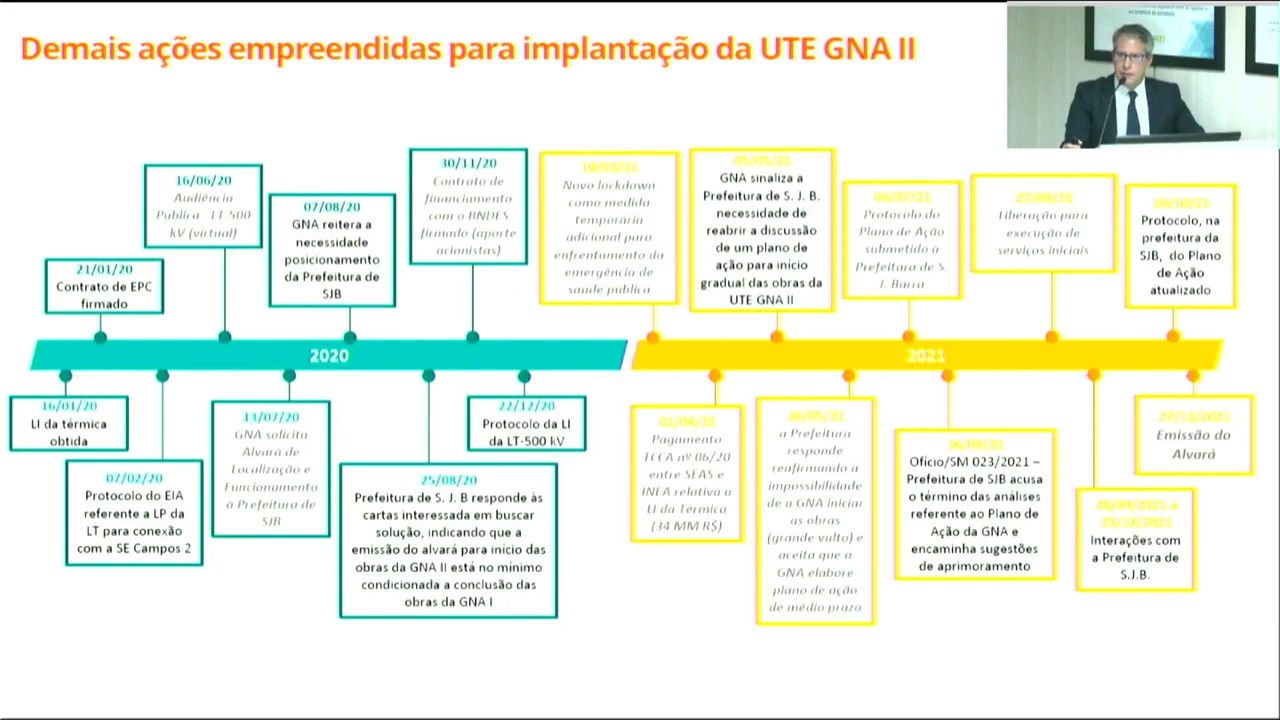 Demais ações empreendidas para implantação da UTE GNA II
21/01/20
Contrato de EPC
firmado
16/06/20
Audiência
Publica LT 500
kV (virtual)
07/08/20
GNA reitera a
necessidade
posicionamento
da Prefeitura de
SJB
30/11/20
Contrato de
financiamento
com o BNDES
firmado (aporte
acionistas)
Novo lockdown
como medida
temporária
adicional para
enfrentamento da
emergência de
saude publica
GNA sinaliza a
Prefeitura de S. J. B.
necessidade de
reabrir a discussão
de um plano de
ação para início
gradual das obras da
UTE GNA II
Protocolo do
Plano de Ação
submetido à
Prefeitura de S.
J. Barra
Liberação para
execução de
serviços iniciais
Protocolo, na
prefeitura da
SJB, do Plano
de Ação
atualizado
2020
2021
16/01/20
LI da térmica
obtida
07/02/20
Protocolo do EIA
referente a LP da
LT para conexão
com a SE Campos 2
13/07/20
GNA solicita
Alvará de
Localização e
Funcionamento
a Prefeitura de
SJB
25/08/20
Prefeitura de S. J. B responde às
cartas interessada em buscar
solução, indicando que a
emissão do alvará para início das
obras da GNA II está no mínimo
condicionada a conclusão das
obras da GNA I
22/12/20
Protocolo da LI
da LT-500 kV
Pagamento
TCCA nº 06/20
entre SEAS e
INEA relativa a
LI da Térmica
(34 MM R$)
a Prefeitura
responde
reafirmando a
impossibilidade
de a GNA iniciar
as obras
(grande vulto) e
aceita que a
GNA elabore
plano de ação
de médio prazo
Ofício/SM 023/2021 –
Prefeitura de SJB acusa
o término das análises
referente ao Plano de
Ação da GNA e
encaminha sugestões
de aprimoramento
Interações com
a Prefeitura de
S.J.B.
Emissão do
Alvará